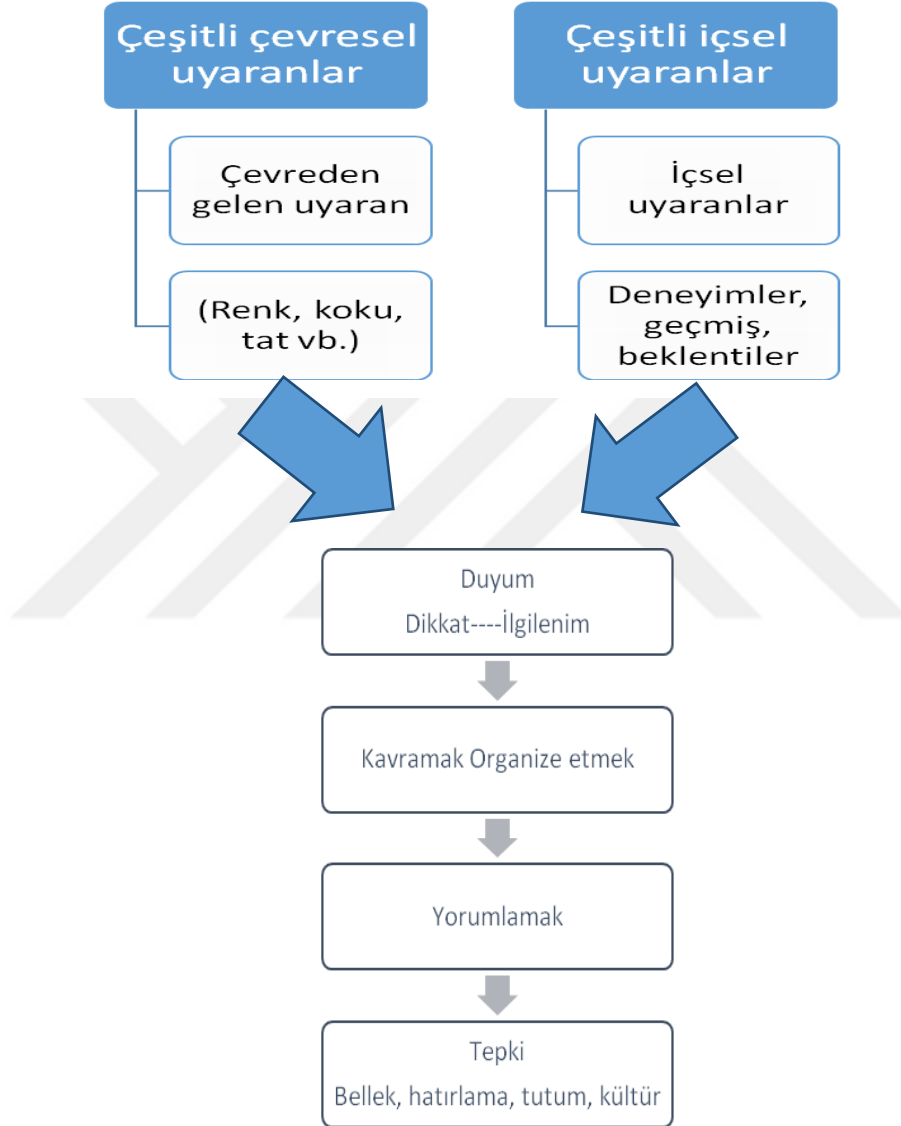 Çeşitli çevresel
uyaranlar
Çevreden
gelen uyaran
(Renk, koku,
tat vb.)
Çeşitli içsel
uyaranlar
İçsel
uyaranlar
Deneyimler,
geçmiş,
beklentiler
Duyum
Dikkat----İlgilenim
Kavramak Organize etmek
Yorumlamak
Tepki
Bellek, hatırlama, tutum, kültür